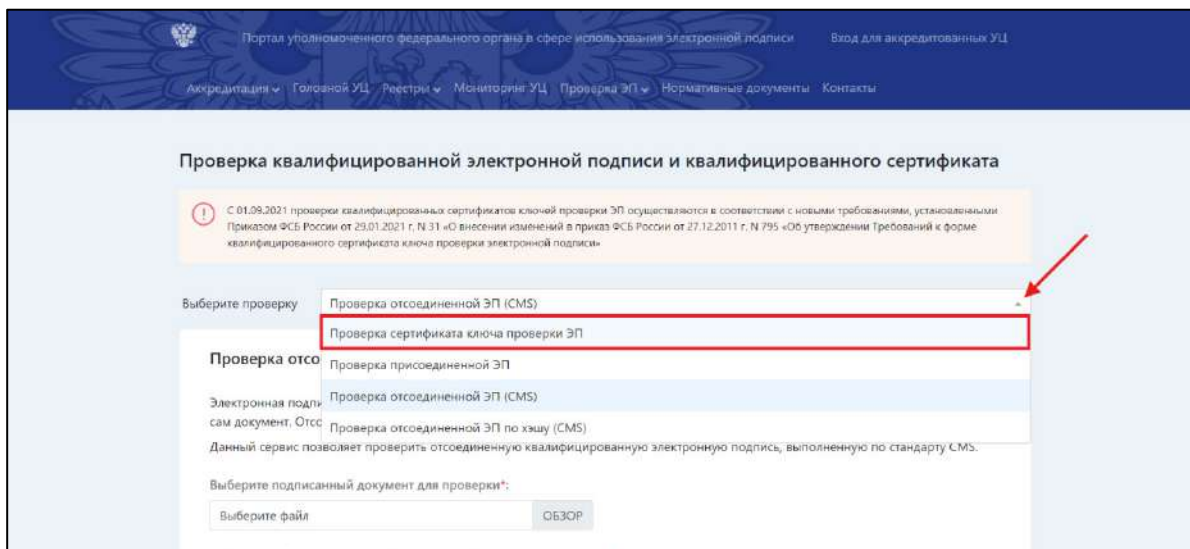 Портал уполномоченного федерального органа в сфере использования электронной подписи Вход для аккредитованных УЦ
Аккредитация Головной УЦ Реестры Мониторинг УЦ Проверка ЭП Нормативные документы Контакты
Проверка квалифицированной электронной подписи и квалифицированного сертификата
С 01.09.2021 проверки квалифицированных сертификатов ключей проверки ЭП осуществляются в соответствии с новыми требованиями, установленными
Приказом ФСБ России от 29.01.2021 г. N 31 «О внесении изменений в приказ ФСБ России от 27.12.2011 г. N 795 «Об утверждении Требований к форме
квалифицированного сертификата ключа проверки электронной подписи»
Выберите проверку Проверка отсоединенной ЭП (CMS)
Проверка сертификата ключа проверки ЭП
Проверка отсо
Проверка присоединенной ЭП
Электронная подпи Проверка отсоединенной ЭП (CMS)
сам документ. Отсо Проверка отсоединенной ЭП по хэшу (CMS)
Данный сервис позволяет проверить отсоединенную квалифицированную электронную подпись, выполненную по стандарту CMS.
Выберите подписанный документ для проверки*:
Выберите файл ОБЗОР